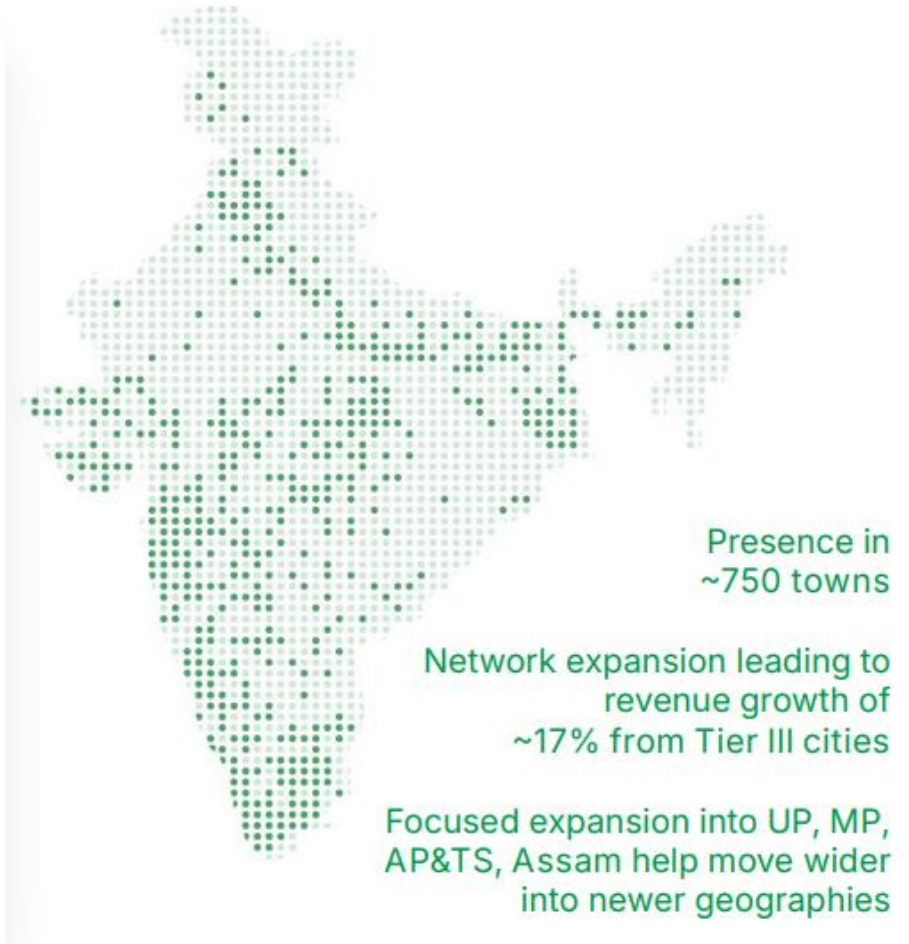 Presence in
~750 towns
Network expansion leading to
revenue growth of
~17% from Tier III cities
Focused expansion into UP, MP,
AP&TS, Assam help move wider
into newer geographies